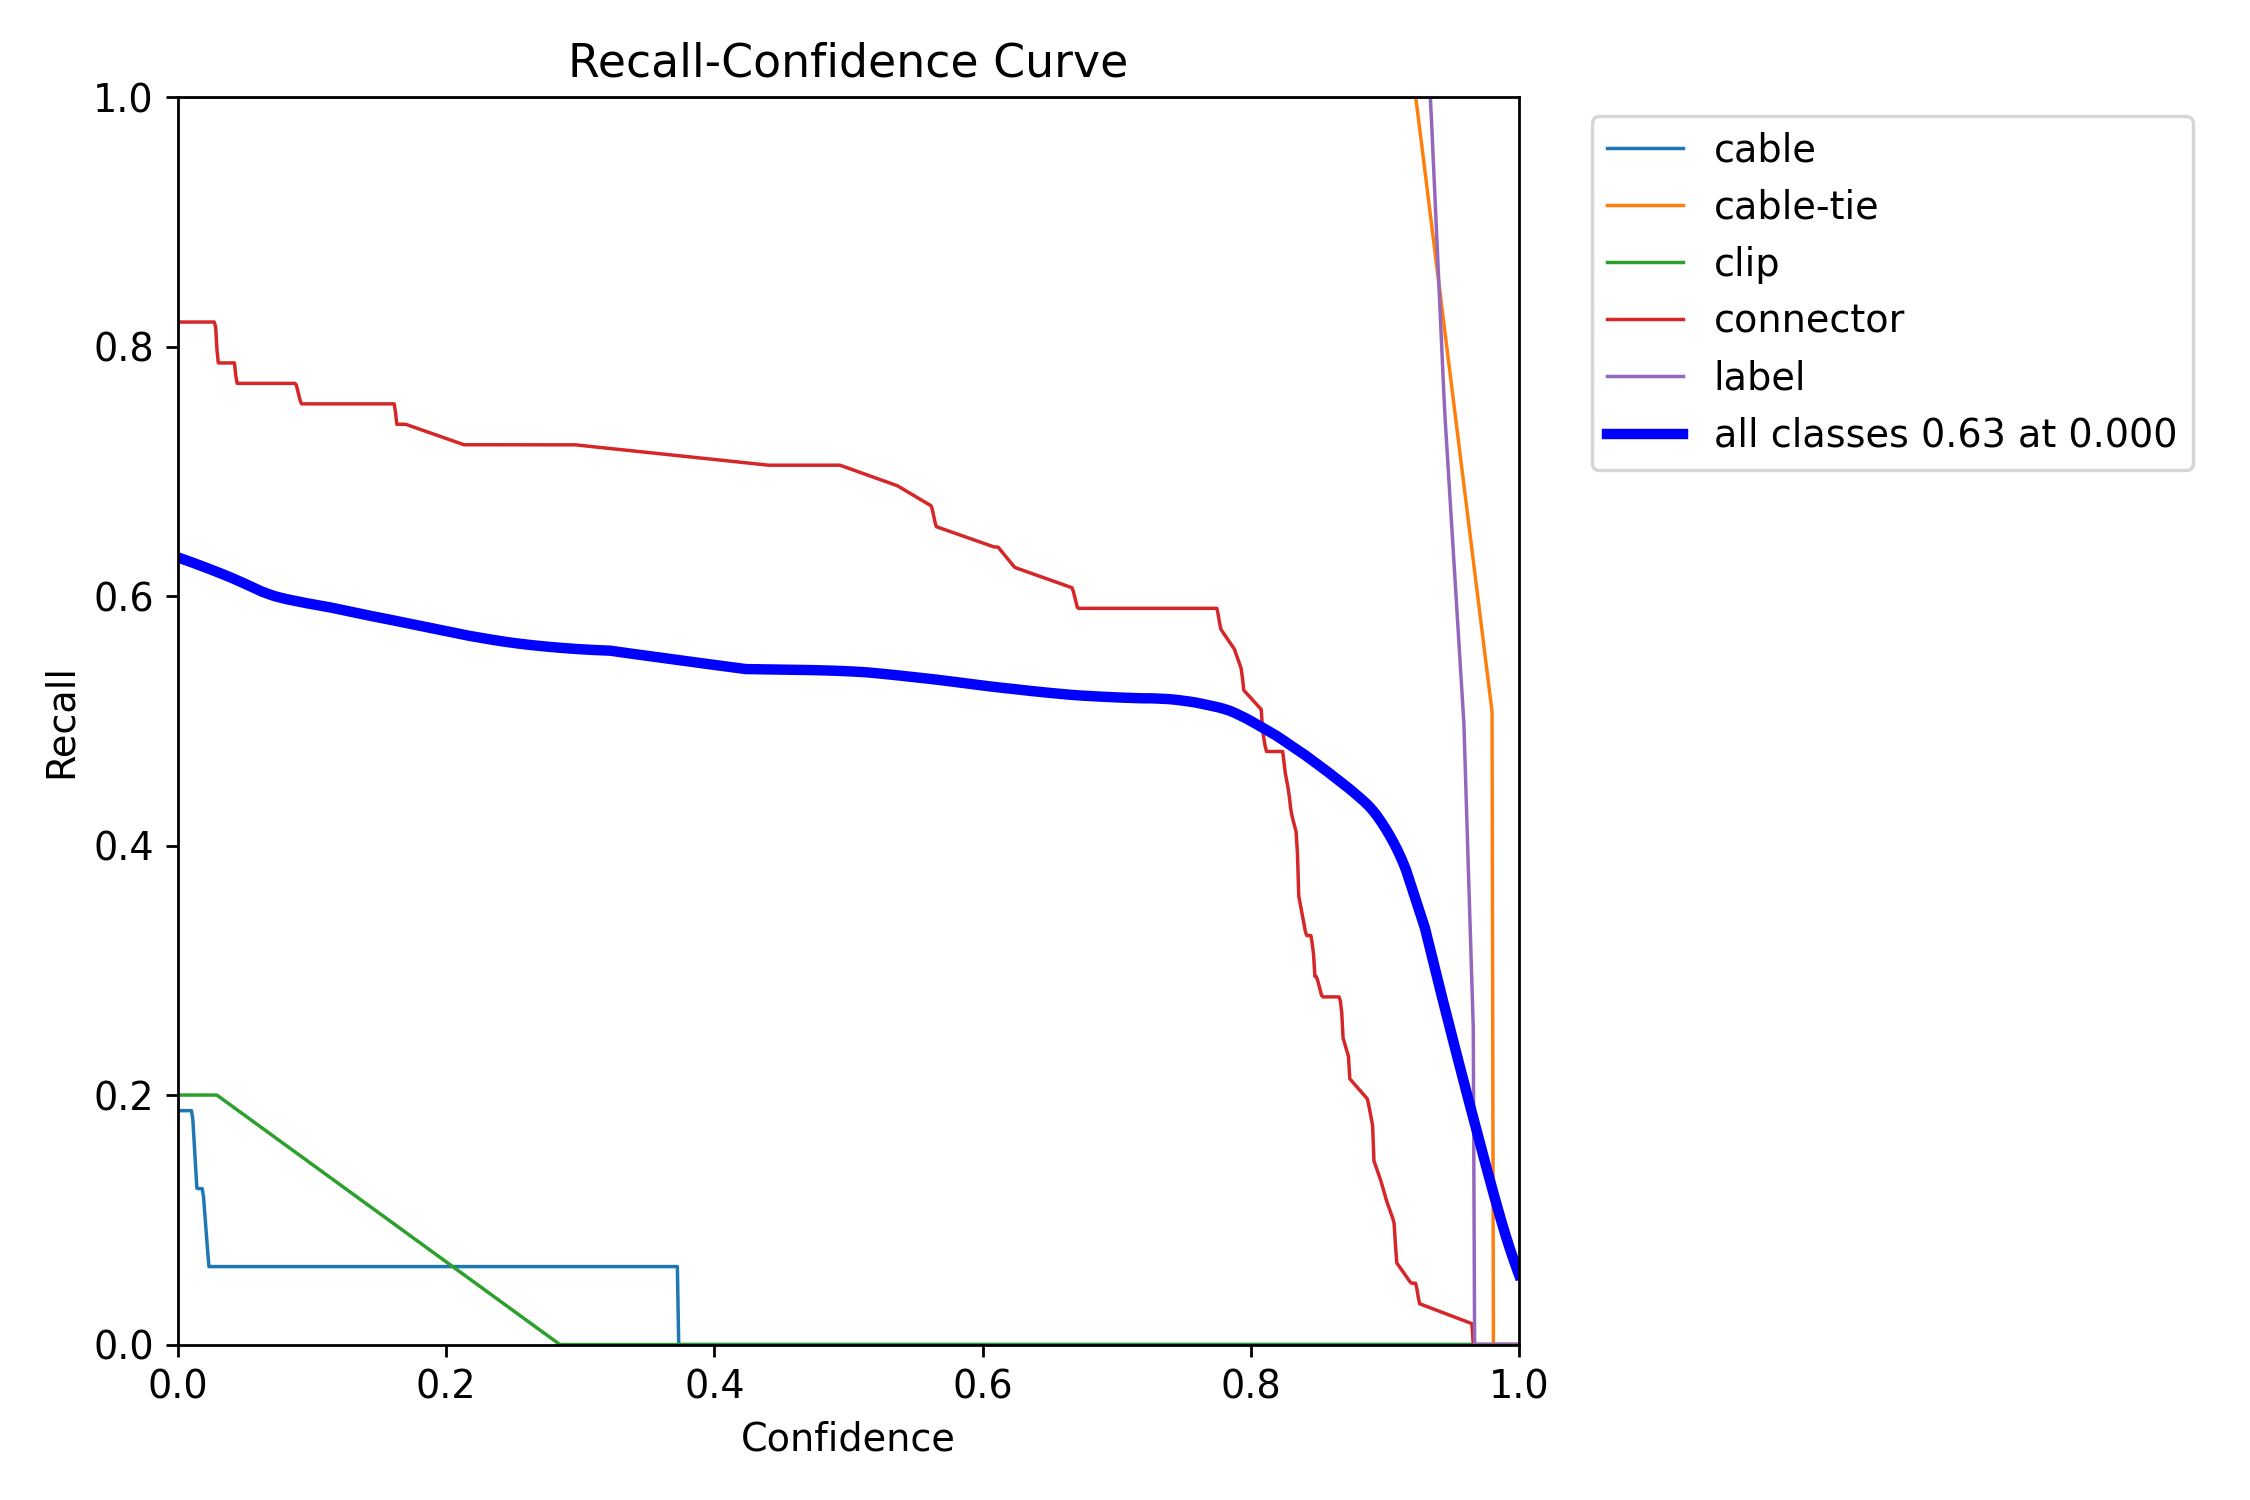 Recall-Confidence Curve
1.0
0.8
0.6
0.4
0.2
0.0
Recall
0.0 0.2 0.4 0.6 0.8 1.0
Confidence
cable
cable-tie
clip
connector
label
all classes 0.63 at 0.000